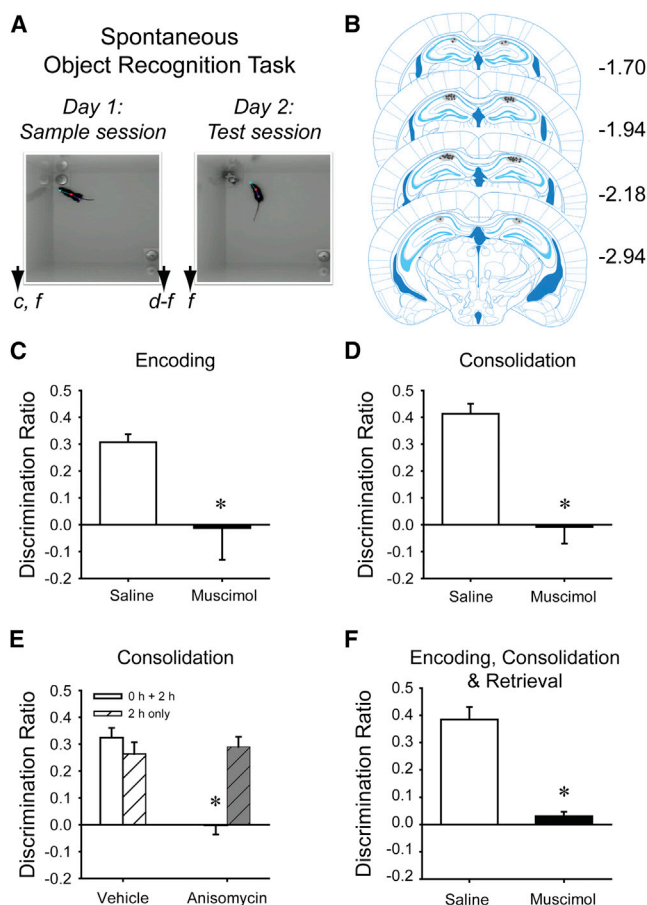 A
Spontaneous
Object Recognition Task
Day 1:
Sample session
Day 2:
Test session
c, f
d-f
f
B
-1.70
-1.94
-2.18
-2.94
C
Encoding
Discrimination Ratio
0.5
0.4
0.3
0.2
0.1
0.0
-0.1
-0.2
*
Saline
Muscimol
D
Consolidation
Discrimination Ratio
0.5
0.4
0.3
0.2
0.1
0.0
-0.1
-0.2
*
Saline
Muscimol
E
Consolidation
Discrimination Ratio
0.5
0.4
0.3
0.2
0.1
0.0
-0.1
-0.2
0 h + 2 h
2 h only
*
Vehicle
Anisomycin
F
Encoding, Consolidation
& Retrieval
Discrimination Ratio
0.5
0.4
0.3
0.2
0.1
0.0
-0.1
-0.2
*
Saline
Muscimol